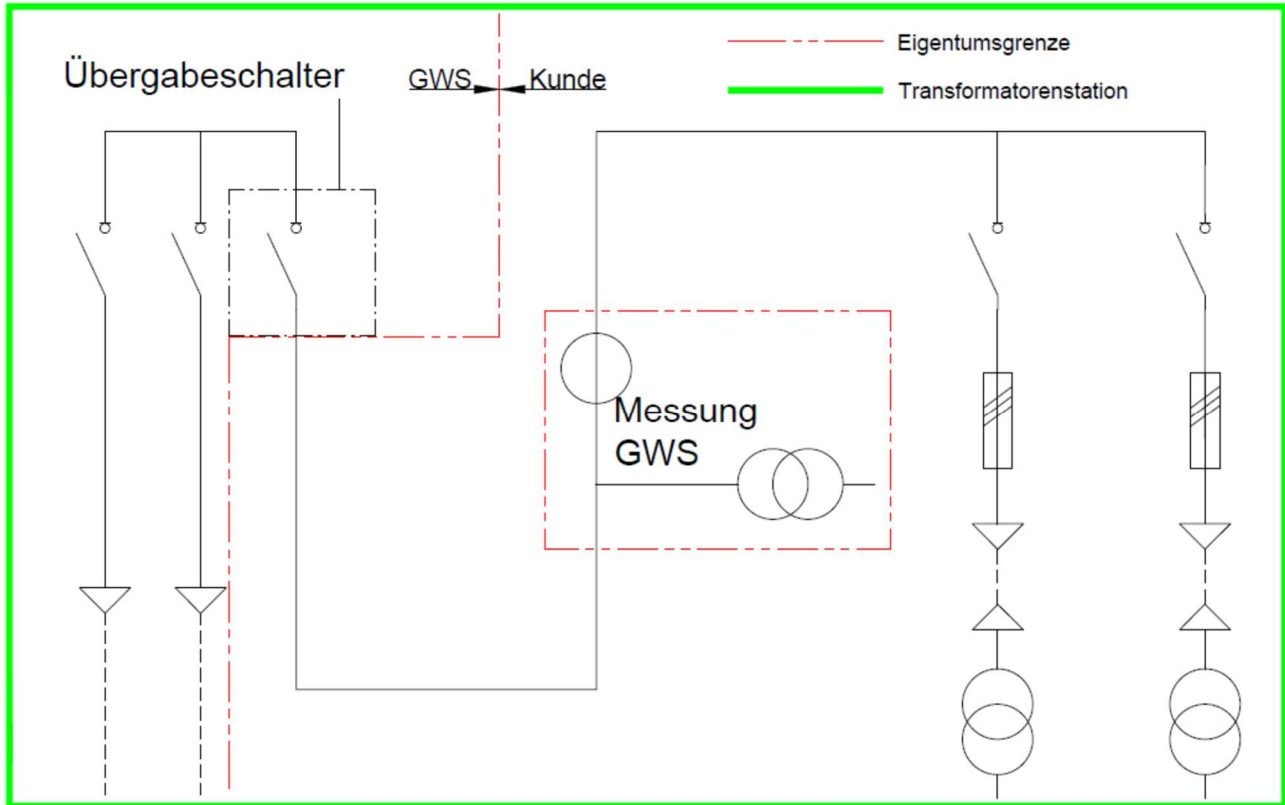 Eigentumsgrenze
Übergabeschalter
GWS Kunde
Transformatorenstation
Messung
GWS